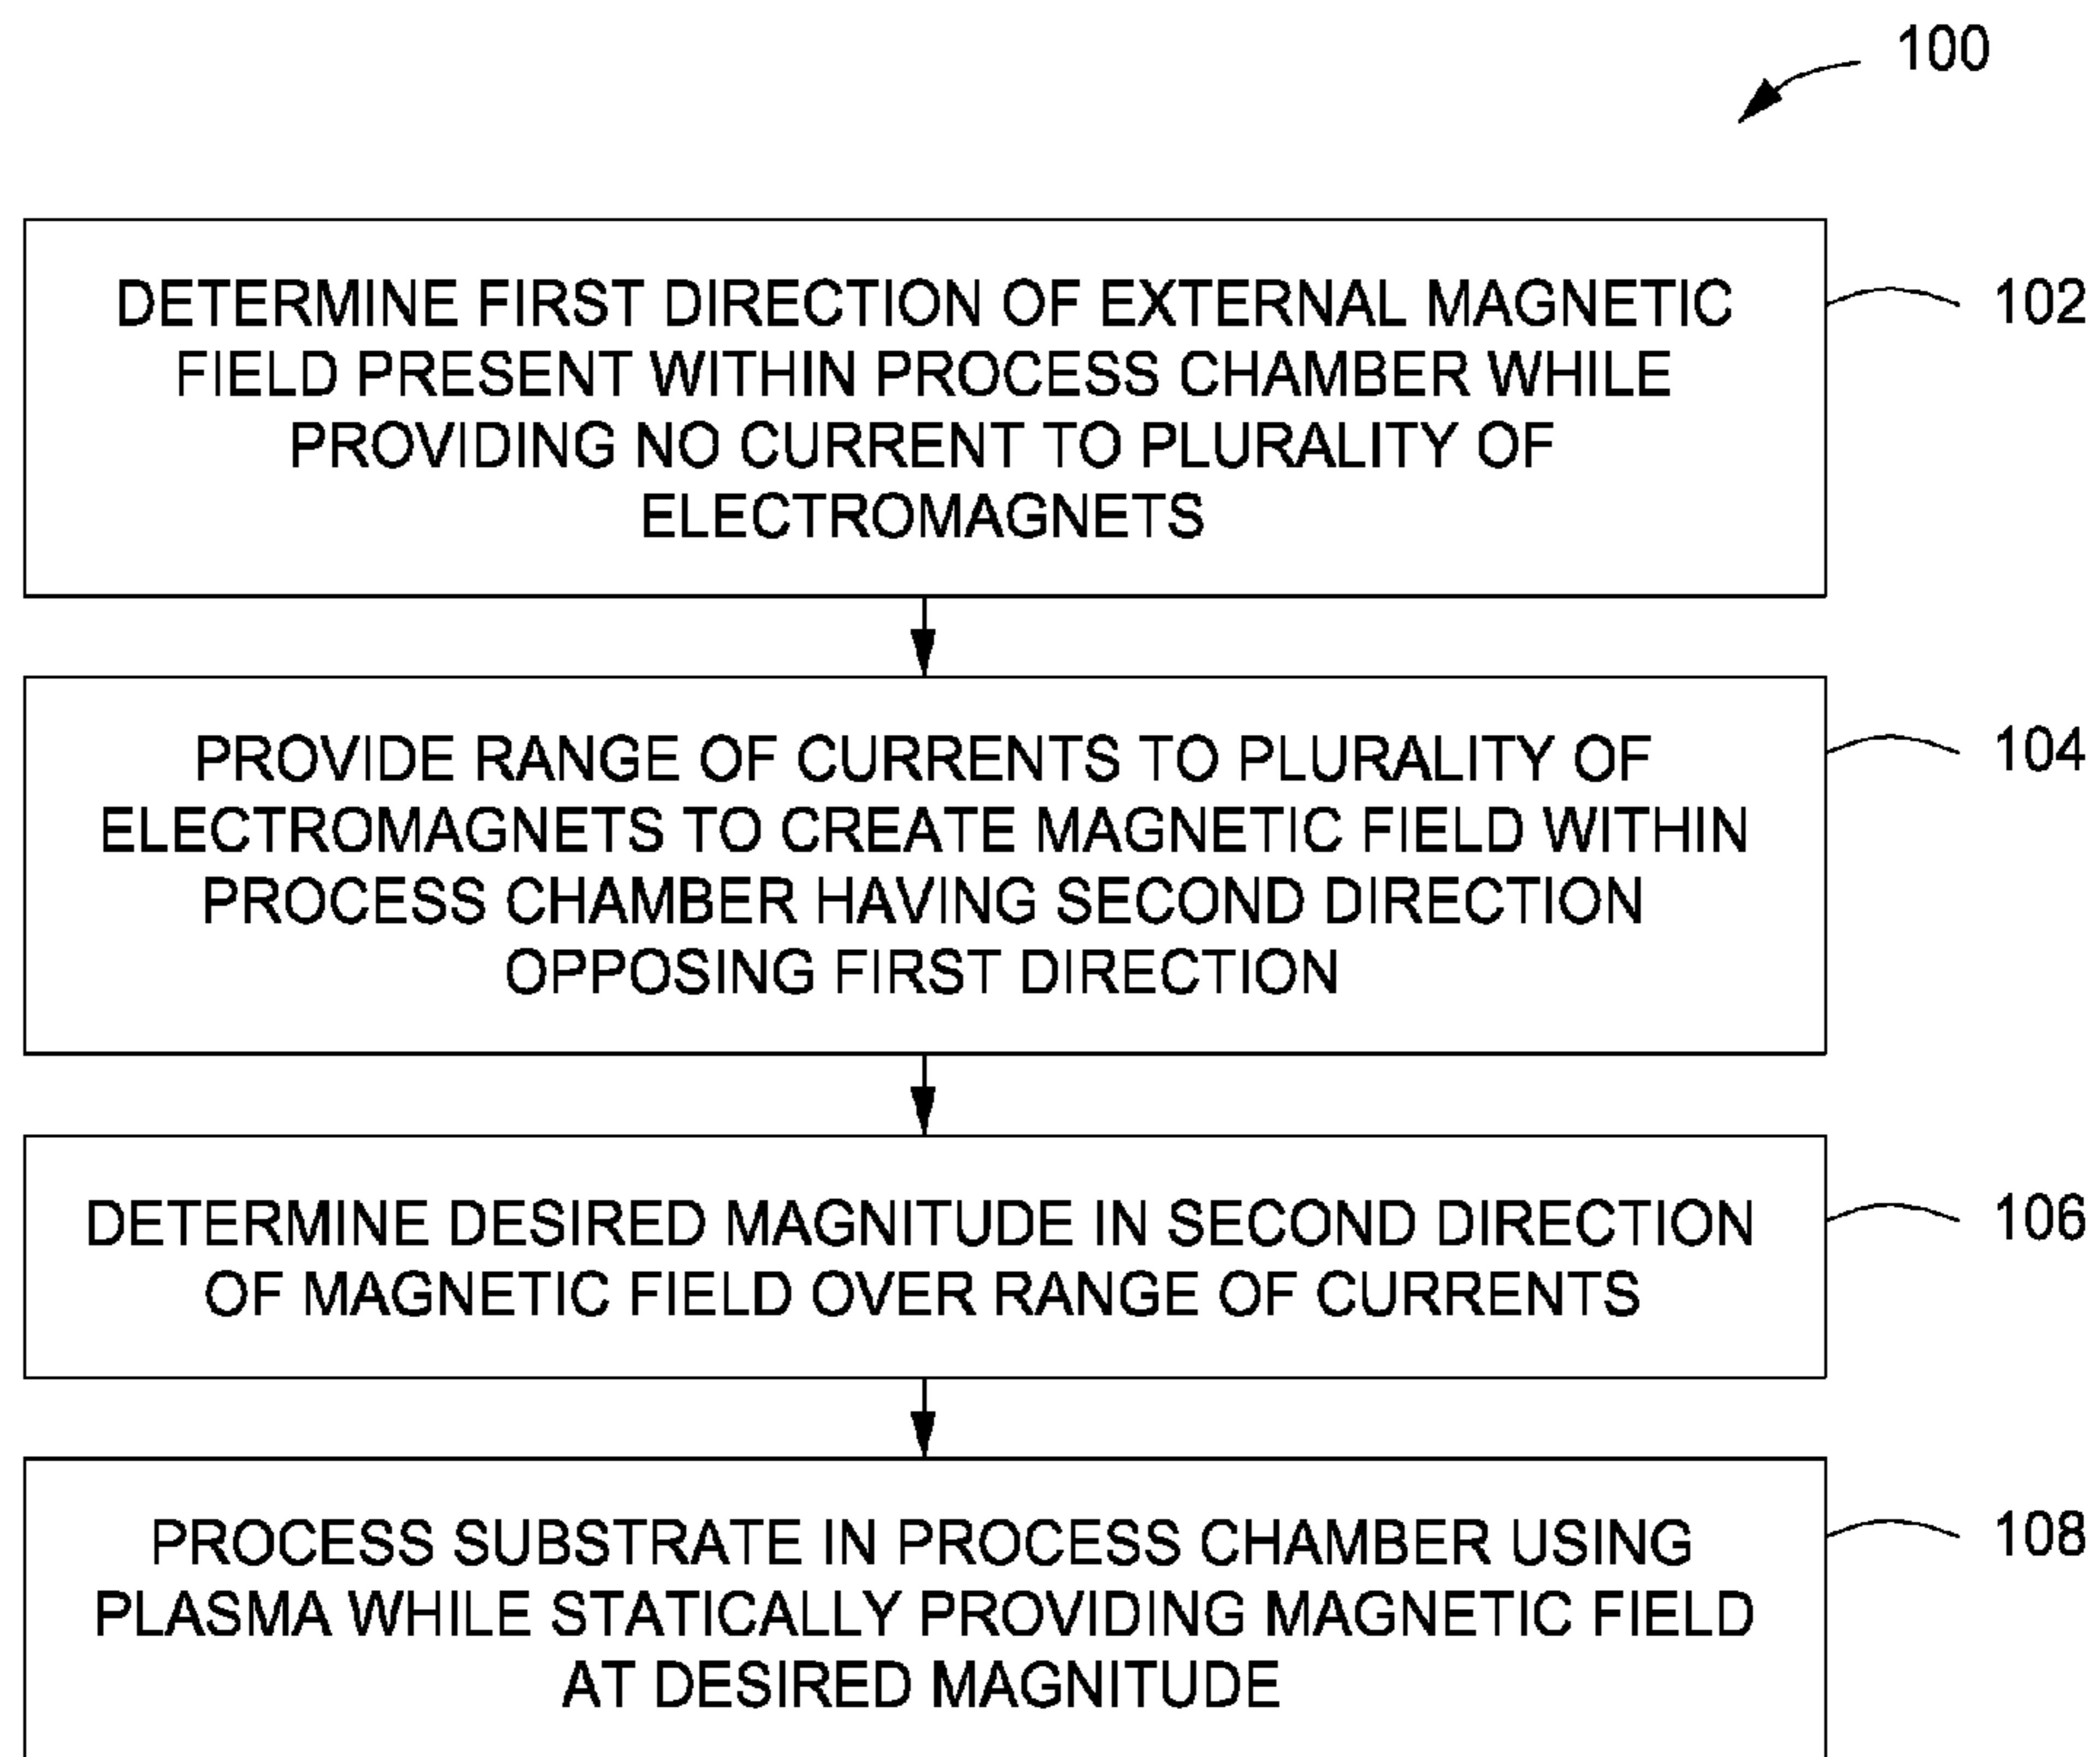 100
DETERMINE FIRST DIRECTION OF EXTERNAL MAGNETIC
FIELD PRESENT WITHIN PROCESS CHAMBER WHILE
PROVIDING NO CURRENT TO PLURALITY OF
ELECTROMAGNETS
102
PROVIDE RANGE OF CURRENTS TO PLURALITY OF
ELECTROMAGNETS TO CREATE MAGNETIC FIELD WITHIN
PROCESS CHAMBER HAVING SECOND DIRECTION
OPPOSING FIRST DIRECTION
104
DETERMINE DESIRED MAGNITUDE IN SECOND DIRECTION
OF MAGNETIC FIELD OVER RANGE OF CURRENTS
106
PROCESS SUBSTRATE IN PROCESS CHAMBER USING
PLASMA WHILE STATICALLY PROVIDING MAGNETIC FIELD
AT DESIRED MAGNITUDE
108